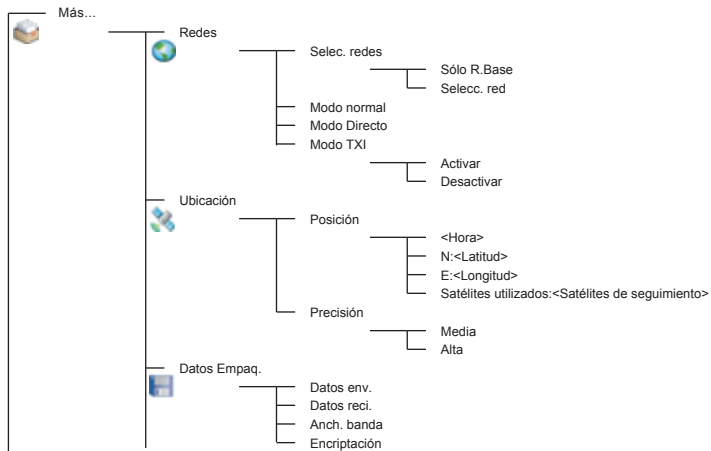 Más...
Redes
Selec. redes
Sólo R.Base
Selecc. red
Modo normal
Modo Directo
Modo TXI
Activar
Desactivar
Ubicación
Posición
<Hora>
N:<Latitud>
E:<Longitud>
Satélites utilizados:<Satélites de seguimiento>
Precisión
Media
Alta
Datos Empaq.
Datos env.
Datos reci.
Anch. banda
Encriptación